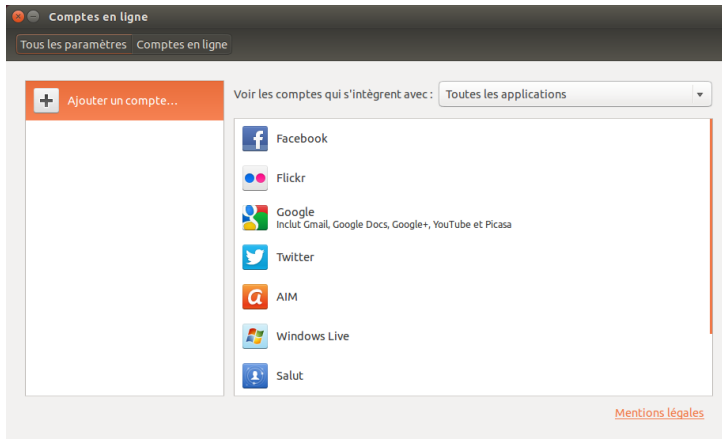 Comptes en ligne
Tous les paramètres Comptes en ligne
Ajouter un compte...
Voir les comptes qui s'intègrent avec : Toutes les applications
Facebook
Flickr
Google
Inclut Gmail, Google Docs, Google+, YouTube et Picasa
Twitter
AIM
Windows Live
Salut
Mentions légales